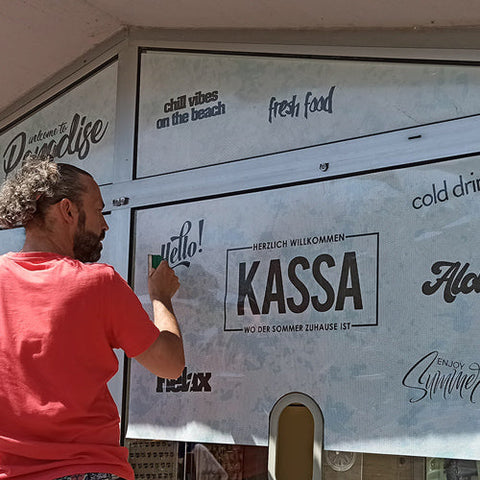 welcome to
Paradise
chill vibes
on the beach
fresh food
cold drin
Hello!
HERZLICH WILLKOMMEN
KASSA
WO DER SOMMER ZUHAUSE IST
Alo
relax
ENJOY
Summer